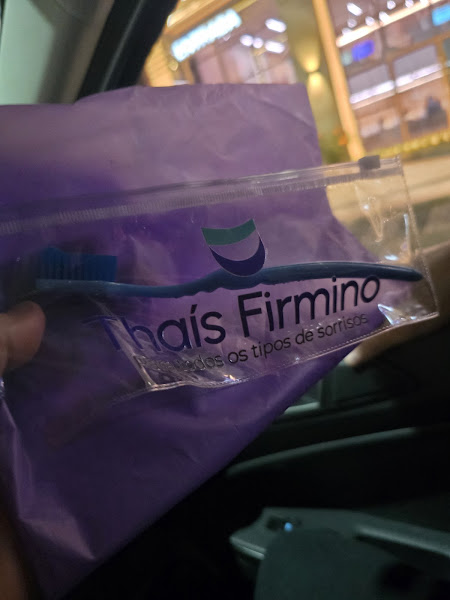 Thaís Firmino
todos os tipos de sorrisos